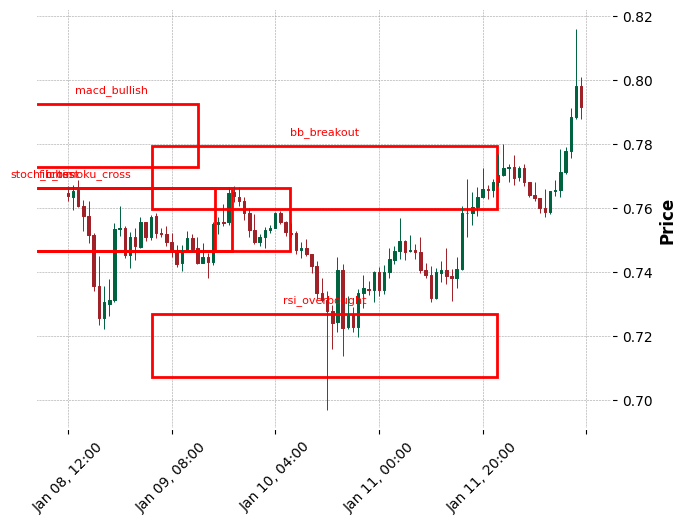 0.82
0.80
0.78
0.76
0.74
0.72
0.70
Price
macd_bullish
bb_breakout
rsi_overbought
Jan 08, 12:00
Jan 09, 08:00
Jan 10, 04:00
Jan 11, 00:00
Jan 11, 20:00